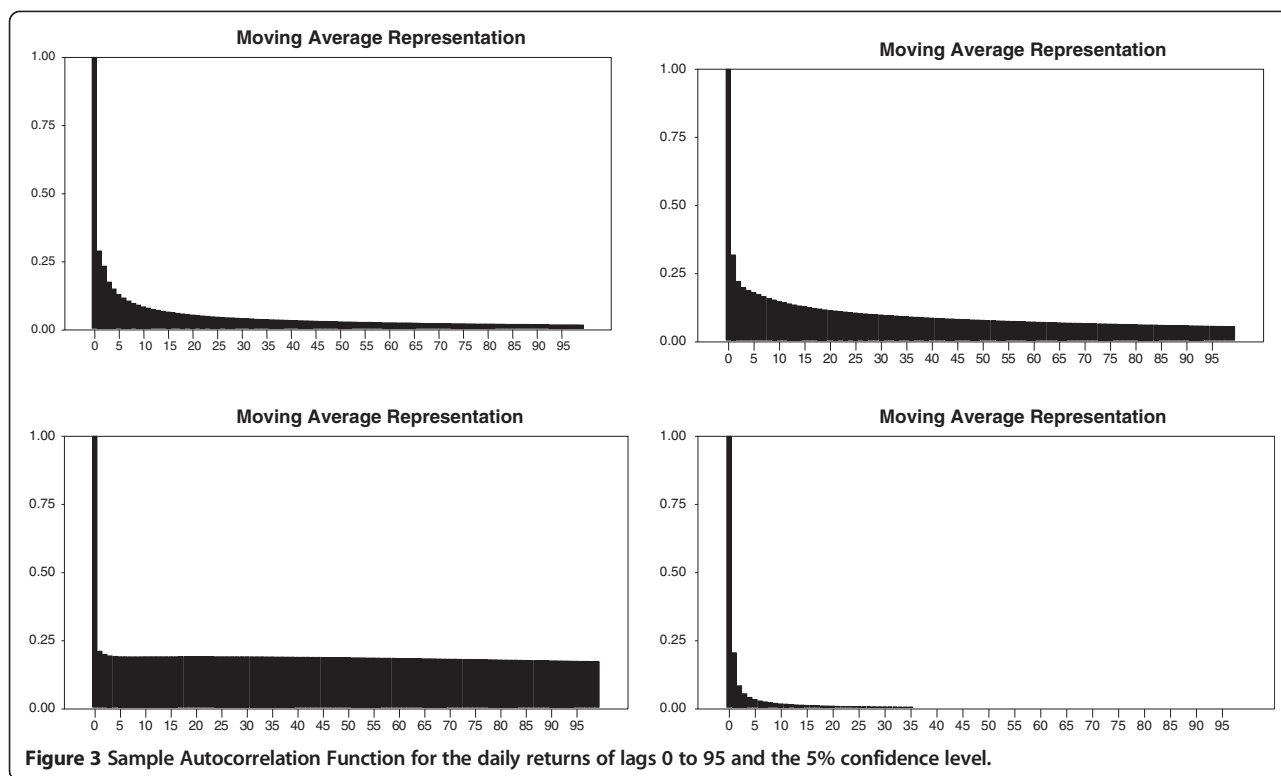 Moving Average Representation
1.00
0.75
0.50
0.25
0.00
0 5 10 15 20 25 30 35 40 45 50 55 60 65 70 75 80 85 90 95
Moving Average Representation
1.00
0.75
0.50
0.25
0.00
0 5 10 15 20 25 30 35 40 45 50 55 60 65 70 75 80 85 90 95
Moving Average Representation
1.00
0.75
0.50
0.25
0.00
0 5 10 15 20 25 30 35 40 45 50 55 60 65 70 75 80 85 90 95
Moving Average Representation
1.00
0.75
0.50
0.25
0.00
0 5 10 15 20 25 30 35 40 45 50 55 60 65 70 75 80 85 90 95
Figure 3 Sample Autocorrelation Function for the daily returns of lags 0 to 95 and the 5% confidence level.